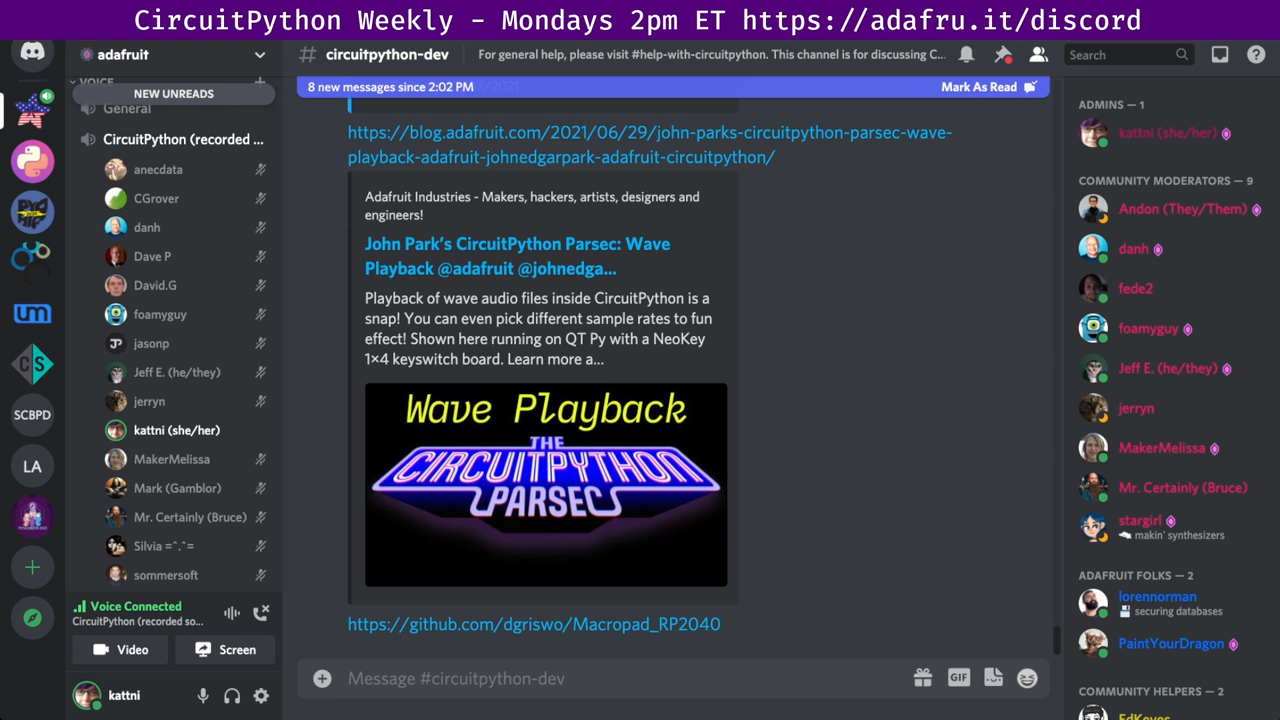 CircuitPython Weekly - Mondays 2pm ET https://adafru.it/discord
adafruit
# circuitpython-dev
For general help, please visit #help-with-circuitpython. This channel is for discussing C...
Search
VOICE
NEW UNREADS
General
CircuitPython (recorded ...
anecdata
CGrover
danh
Dave P
David.G
foamyguy
jasonp
Jeff E. (he/they)
jerryn
kattni (she/her)
MakerMelissa
Mark (Gamblor)
Mr. Certainly (Bruce)
Silvia =^.^=
sommersoft
Voice Connected
CircuitPython (recorded so...
Video
Screen
kattni
SCBPD
LA
8 new messages since 2:02 PM
Mark As Read
https://blog.adafruit.com/2021/06/29/john-parks-circuitpython-parsec-wave-
playback-adafruit-johnedgarpark-adafruit-circuitpython/
Adafruit Industries - Makers, hackers, artists, designers and
engineers!
John Park's CircuitPython Parsec: Wave
Playback @adafruit @johnedga...
Playback of wave audio files inside CircuitPython is a
snap! You can even pick different sample rates to fun
effect! Shown here running on QT Py with a NeoKey
1×4 keyswitch board. Learn more a...
Wave Playback
THE
CIRCUITPYTHON
PARSEC
https://github.com/dgriswo/Macropad_RP2040
Message #circuitpython-dev
GIF
ADMINS — 1
kattni (she/her)
COMMUNITY MODERATORS — 9
Andon (They/Them)
danh
fede2
foamyguy
Jeff E. (he/they)
jerryn
MakerMelissa
Mr. Certainly (Bruce)
stargirl
makin' synthesizers
ADAFRUIT FOLKS — 2
lorennorman
securing databases
PaintYourDragon
COMMUNITY HELPERS — 2
EdKeyes